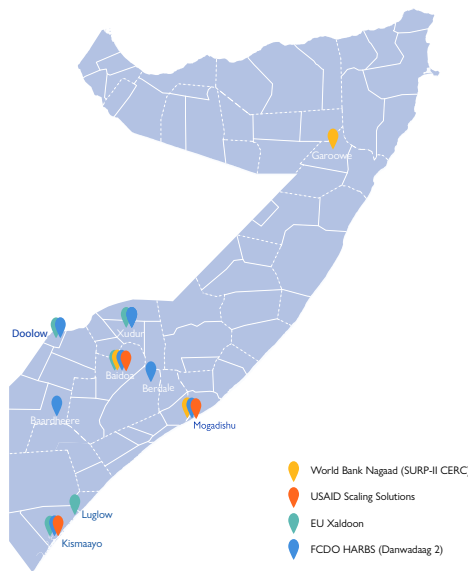 Garoowe
Xudur
Doolow
Baidoa
Berdale
Baardheere
Mogadishu
World Bank Nagaad (SURP-II CERC)
USAID Scaling Solutions
Luglow
EU Xaldoon
Kismaayo
FCDO HARBS (Danwadaag 2)